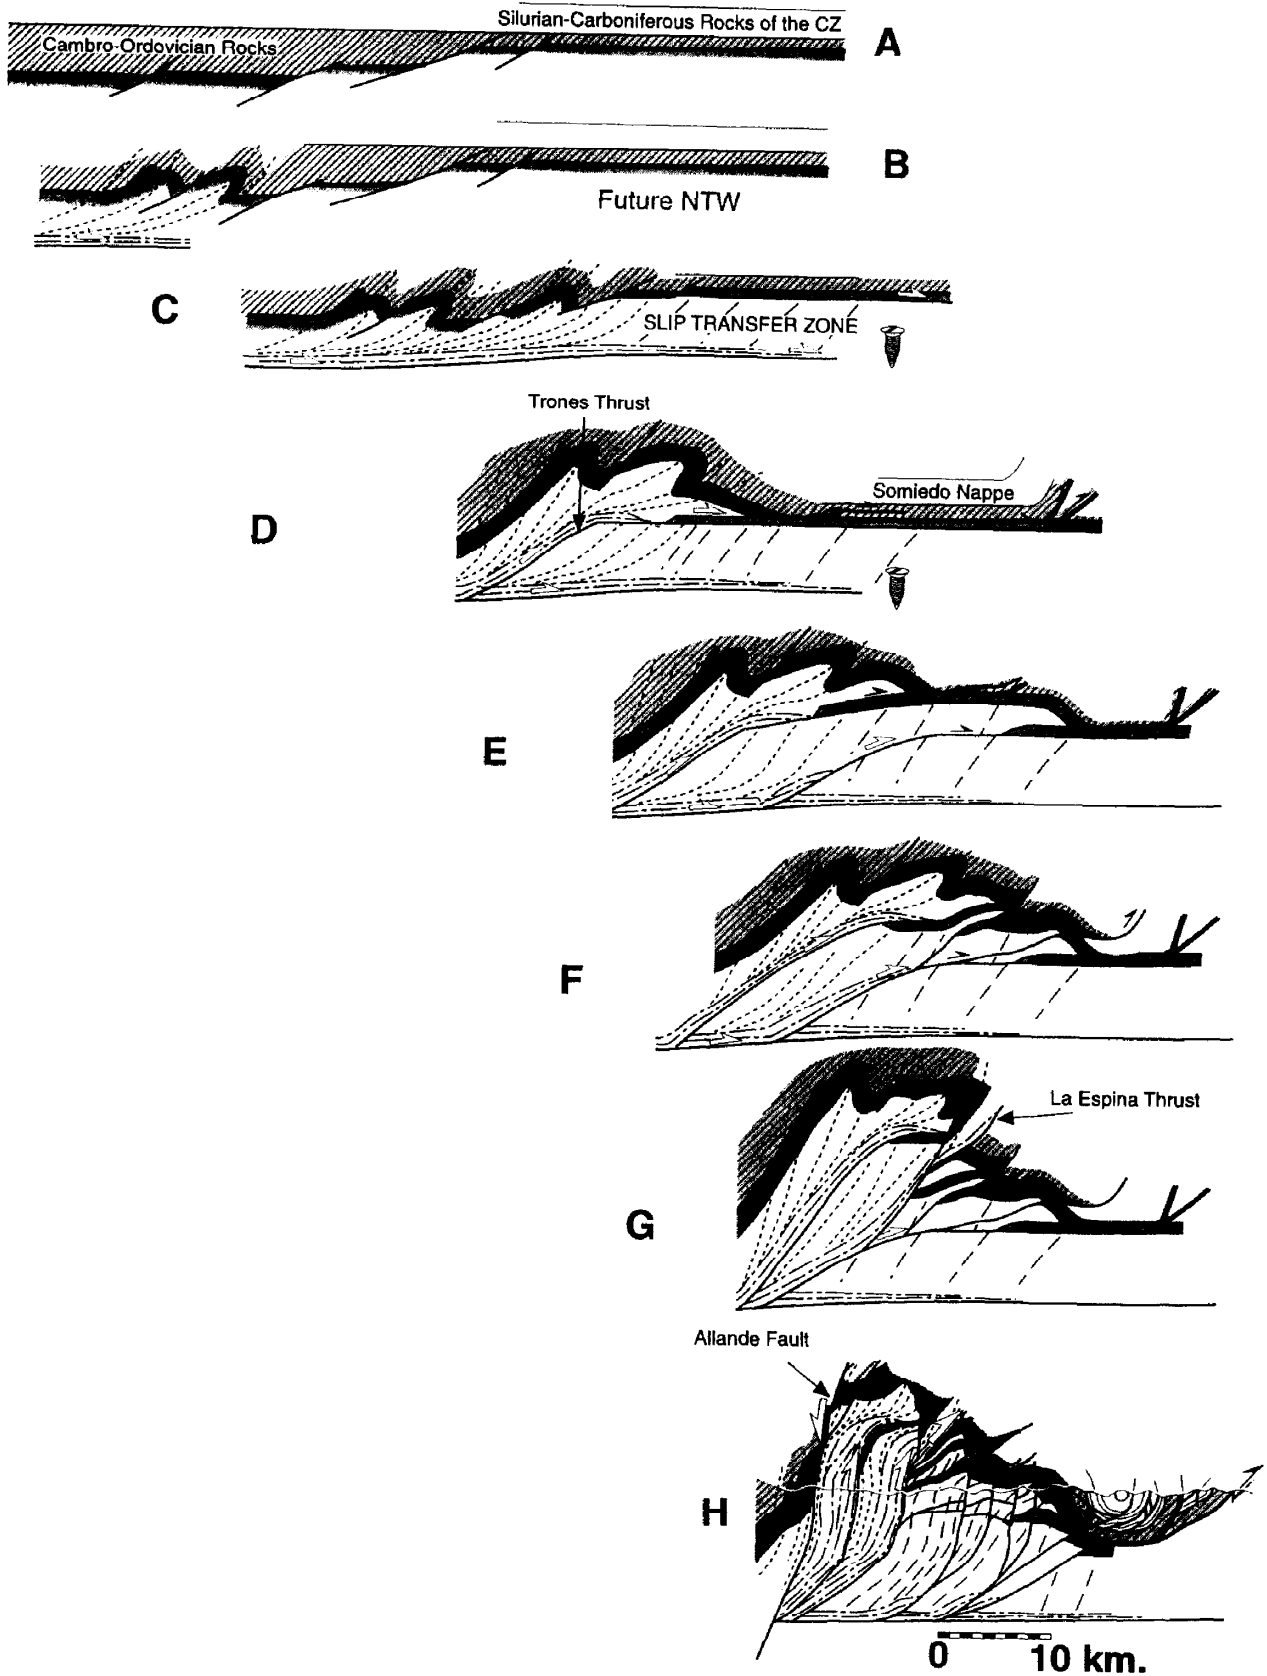 Silurian-Carboniferous Rocks of the CZ
A
Cambro-Ordovician Rocks
B
Future NTW
C
SLIP TRANSFER ZONE
Trones Thrust
Somiedo Nappe
D
E
F
La Espina Thrust
G
Allande Fault
H
0 10 km.